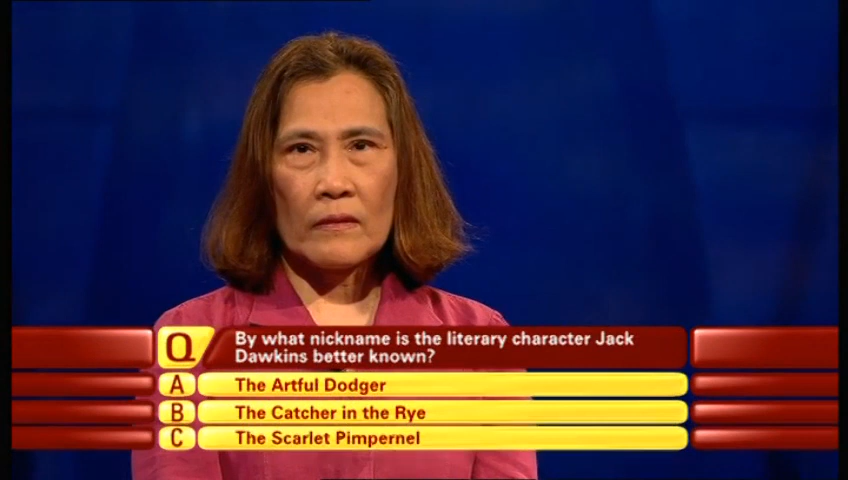 Q By what nickname is the literary character Jack
Dawkins better known?
A The Artful Dodger
B The Catcher in the Rye
C The Scarlet Pimpernel